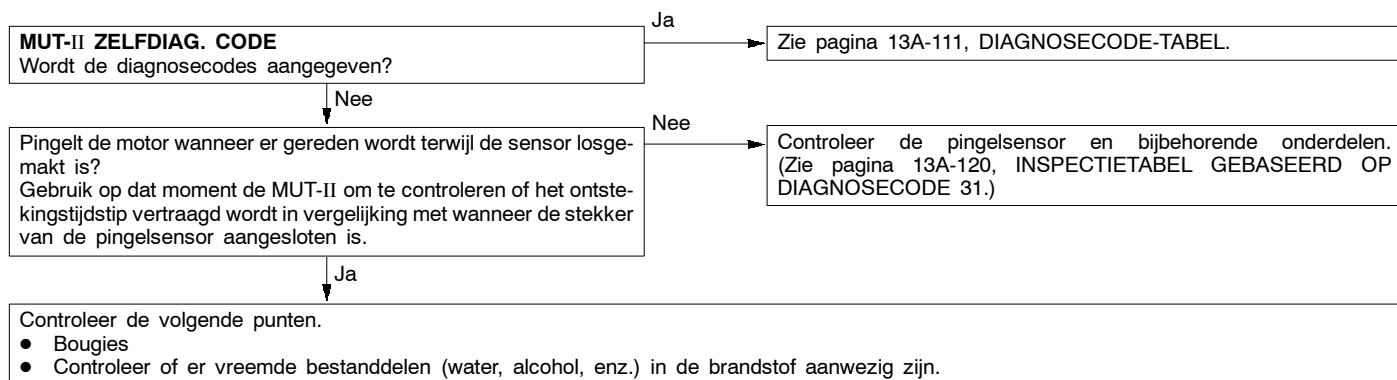 MUT-II ZELFDIAG. CODE
Wordt de diagnosecodes aangegeven?
Ja
Zie pagina 13A-111, DIAGNOSECODE-TABEL.
Nee
Pingelt de motor wanneer er gereden wordt terwijl de sensor losge-
makt is?
Gebruik op dat moment de MUT-II om te controleren of het ontste-
kingstijdstip vertraagd wordt in vergelijking met wanneer de stekker
van de pingelsensor aangesloten is.
Nee
Controleer de pingelsensor en bijbehorende onderdelen.
(Zie pagina 13A-120, INSPECTIETABEL GEBASEERD OP
DIAGNOSECODE 31.)
Ja
Controleer de volgende punten.
● Bougies
● Controleer of er vreemde bestanddelen (water, alcohol, enz.) in de brandstof aanwezig zijn.